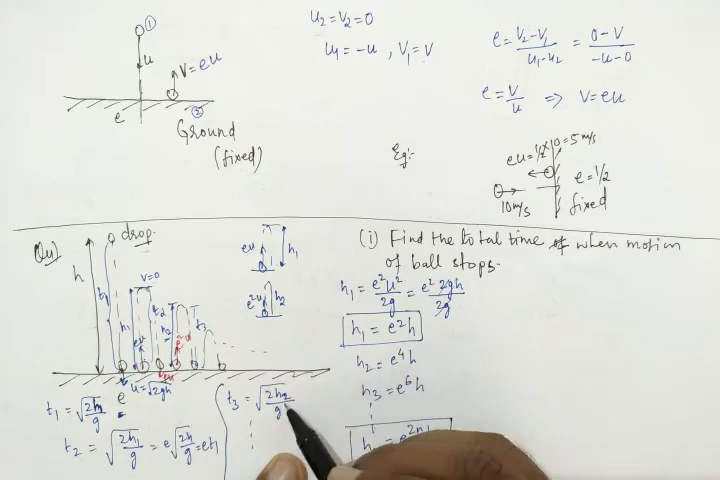 ①
u
V=eu
e
②
Ground
(fixed)
u₂=V₂=0
u₁=-u , V₁=V
e = (V₂-V₁)/(u₁-u₂) = (0-V)/(-u-0)
e = V/u ⇒ V=eu
Eg:-
eu=½×10=5m/s
e=½
fixed
10m/s
Qu)
drop
h
t₁
V=0
h₁
t₂
h₂
t₃
eu
h₁
e²u
h₂
eu
e
u=√2gh
t₁ = √(2h/g)
t₂ = √(2h₁/g) = e√(2h/g) = et₁
t₃ = √(2h₂/g)
(i) Find the total time of when motion
of ball stops.
h₁ = e²u²/2g = e² 2gh/2g
h₁ = e²h
h₂ = e⁴h
h₃ = e⁶h